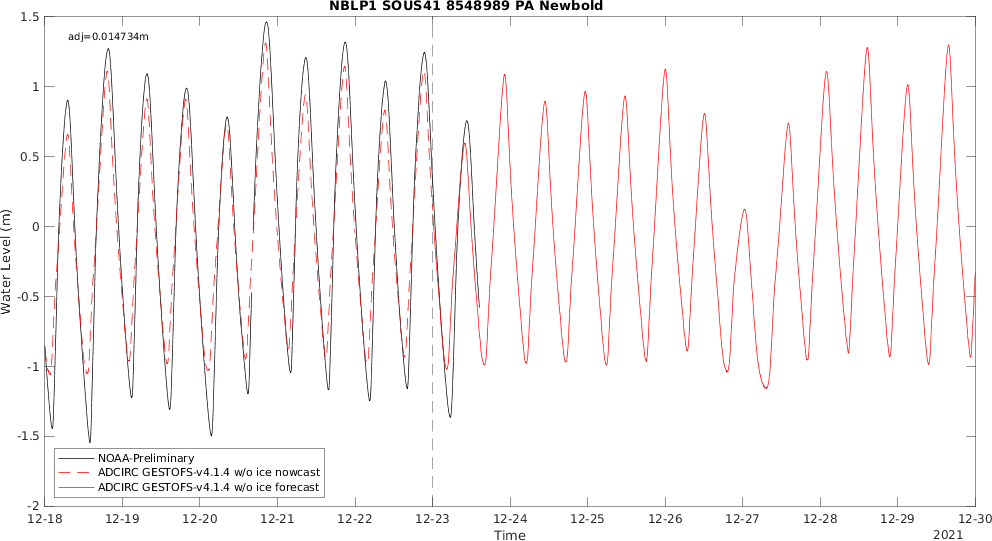 NBLP1 SOUS41 8548989 PA Newbold
adj=0.014734m
1.5
1
0.5
0
-0.5
-1
-1.5
-2
Water Level (m)
NOAA-Preliminary
ADCIRC GESTOFS-v4.1.4 w/o ice nowcast
ADCIRC GESTOFS-v4.1.4 w/o ice forecast
12-18 12-19 12-20 12-21 12-22 12-23 12-24 12-25 12-26 12-27 12-28 12-29 12-30
Time
2021